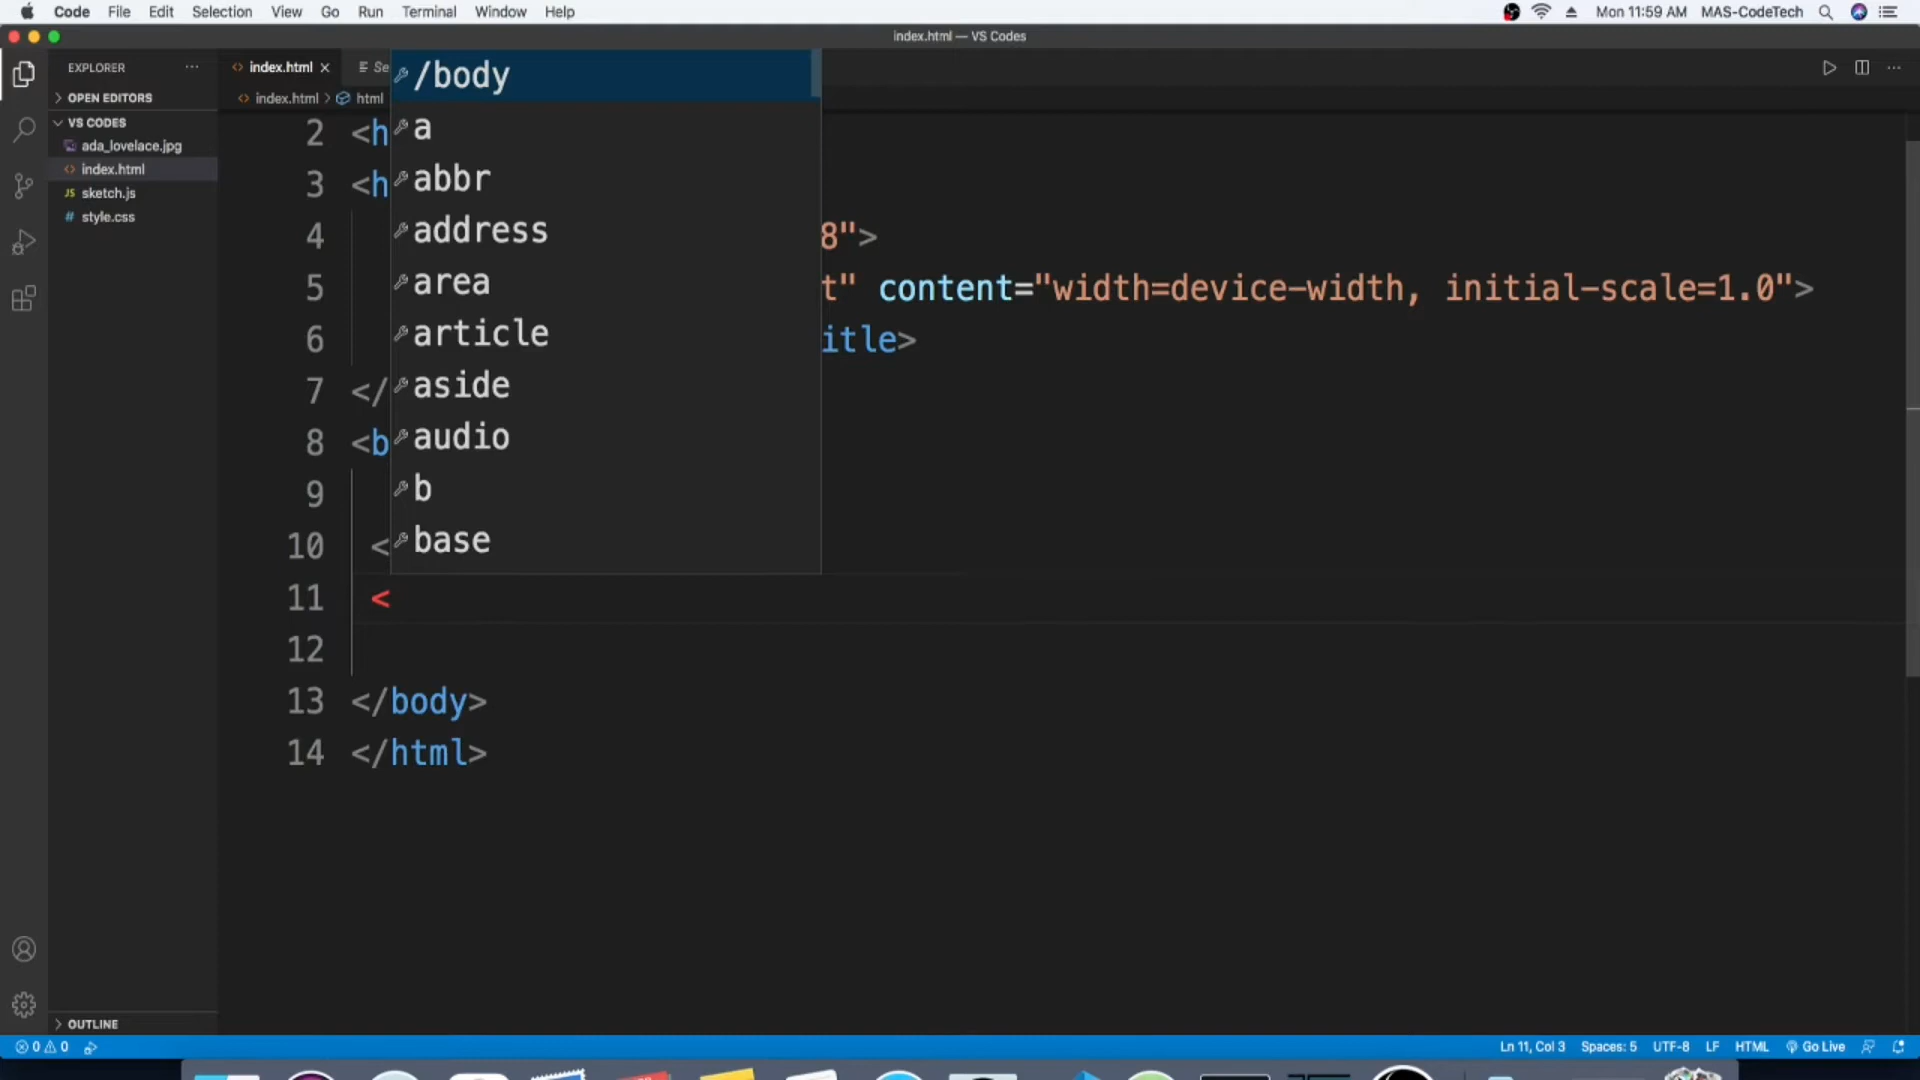 Code File Edit Selection View Go Run Terminal Window Help Mon 11:59 AM MAS-CodeTech
index.html — VS Codes
EXPLORER ··· index.html × Se
OPEN EDITORS index.html > html
VS CODES
ada_lovelace.jpg
index.html
JS sketch.js
# style.css
/body
a
abbr
address
area
article
aside
audio
b
base
2 <h
3 <h
4 8">
5 t" content="width=device-width, initial-scale=1.0">
6 itle>
7 </
8 <b
9
10 <
11 <
12
13 </body>
14 </html>
OUTLINE
0 0 Ln 11, Col 3 Spaces: 5 UTF-8 LF HTML Go Live